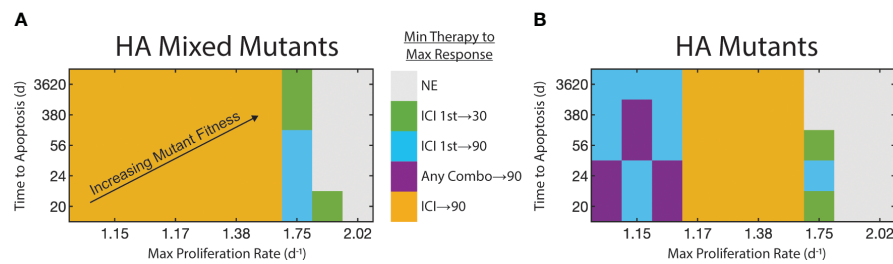 A
HA Mixed Mutants
Time to Apoptosis (d)
3620
380
56
24
20
Increasing Mutant Fitness
1.15
1.17
1.38
1.75
2.02
Max Proliferation Rate (d⁻¹)
Min Therapy to
Max Response
NE
ICI 1st→30
ICI 1st→90
Any Combo→90
ICI→90
B
HA Mutants
Time to Apoptosis (d)
3620
380
56
24
20
1.15
1.17
1.38
1.75
2.02
Max Proliferation Rate (d⁻¹)